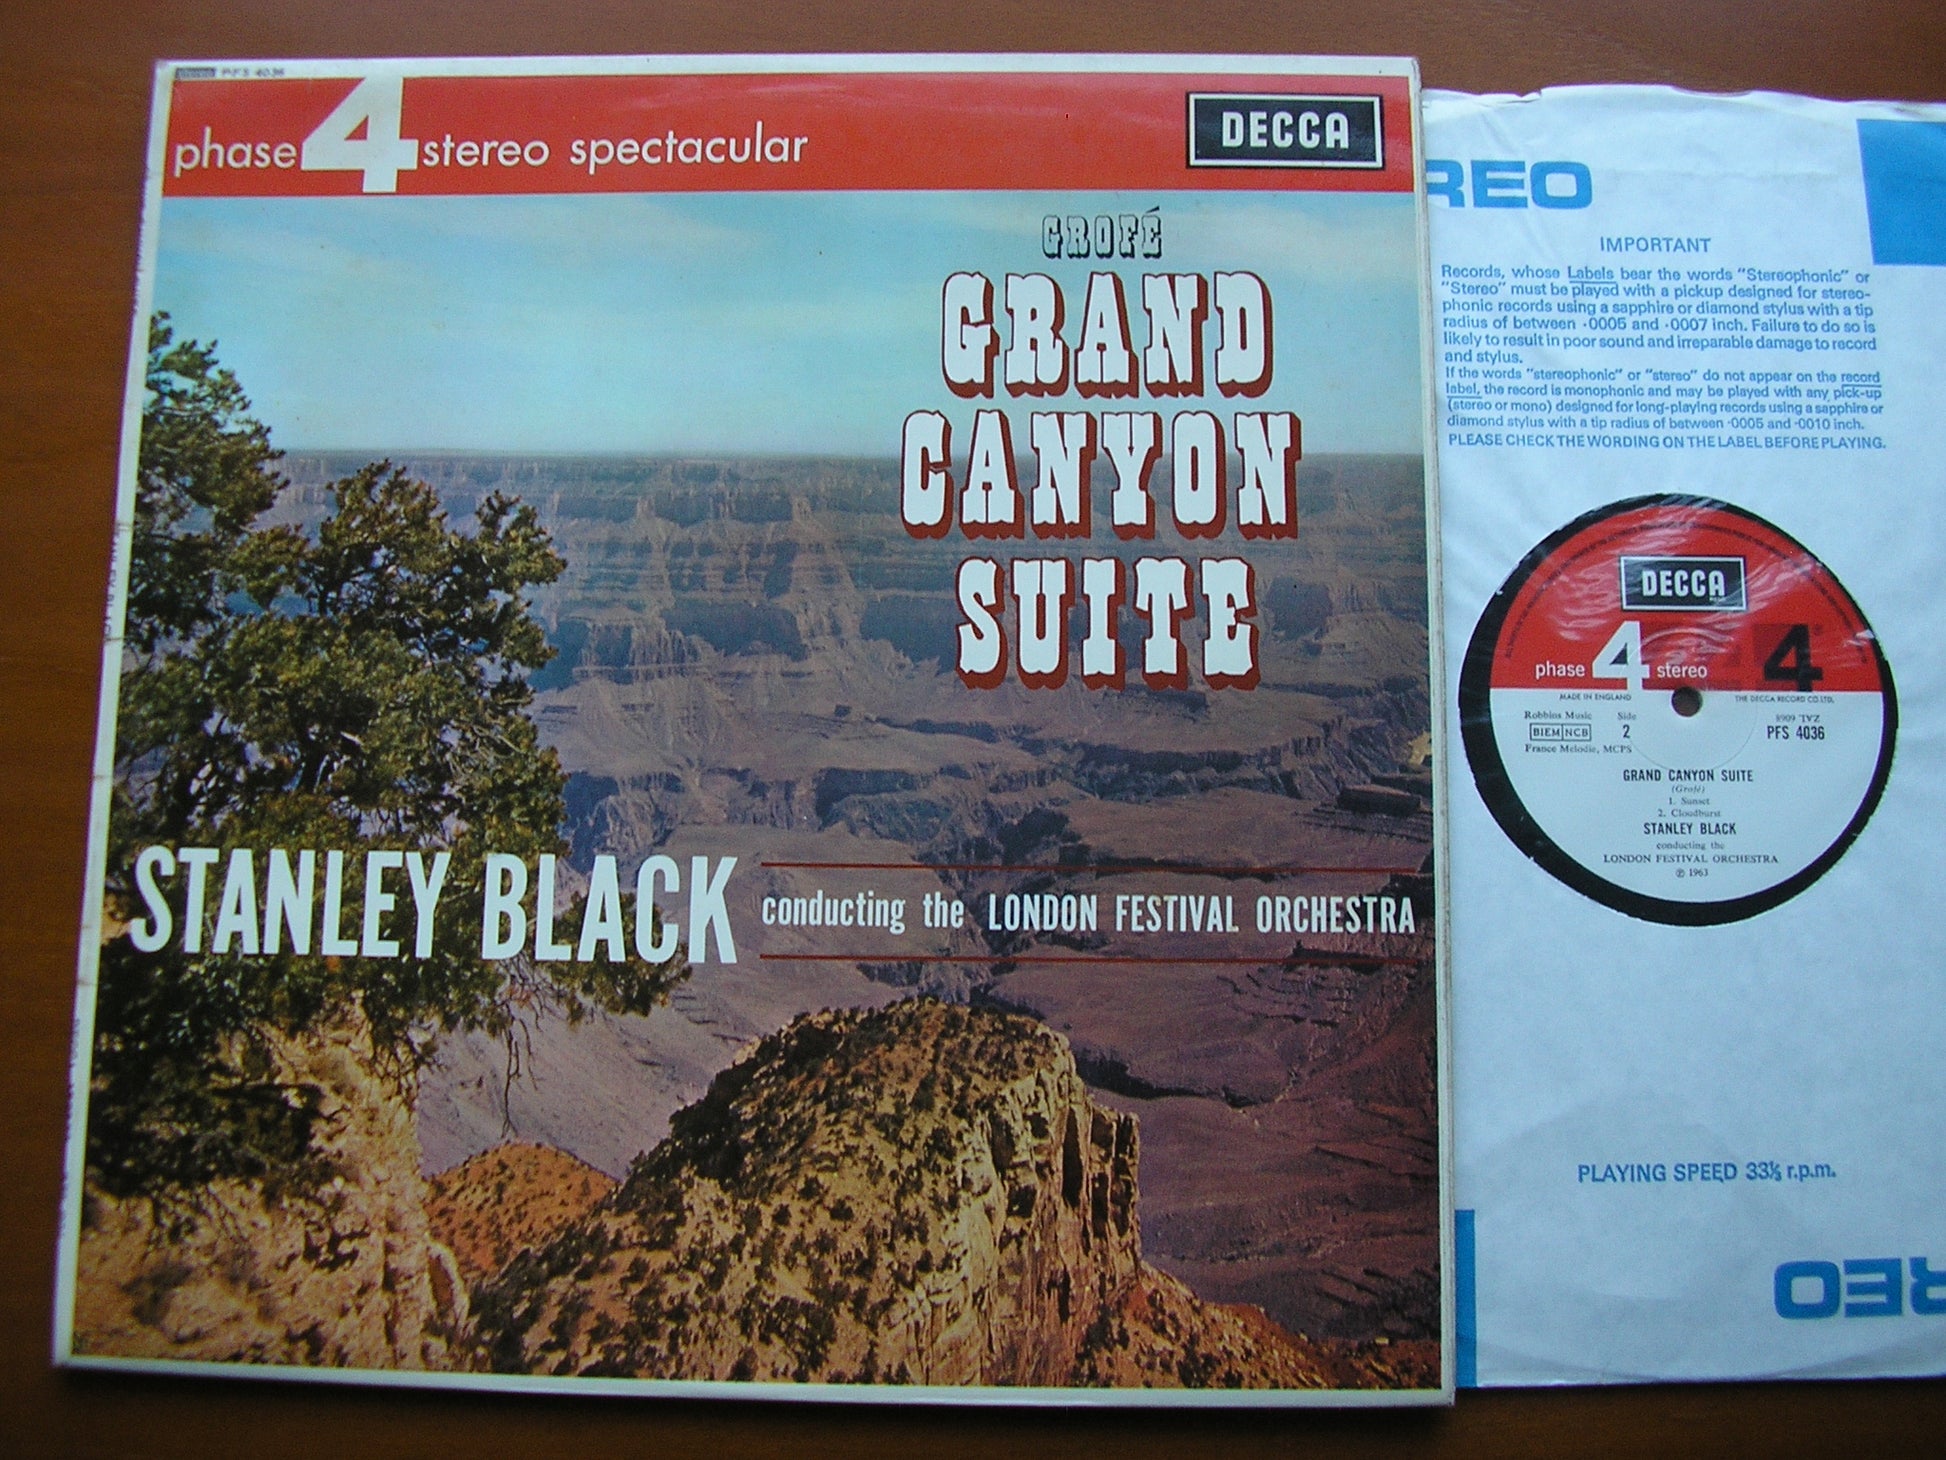 STEREO PFS 4036
phase 4 stereo spectacular
DECCA
GROFÉ
GRAND
CANYON
SUITE
STANLEY BLACK conducting the LONDON FESTIVAL ORCHESTRA
REO
IMPORTANT
Records, whose Labels bear the words "Stereophonic" or
"Stereo" must be played with a pickup designed for stereo-
phonic records using a sapphire or diamond stylus with a tip
radius of between ·0005 and ·0007 inch. Failure to do so is
likely to result in poor sound and irreparable damage to record
and stylus.
If the words "stereophonic" or "stereo" do not appear on the record
label, the record is monophonic and may be played with any pick-up
(stereo or mono) designed for long-playing records using a sapphire or
diamond stylus with a tip radius of between ·0005 and ·0010 inch.
PLEASE CHECK THE WORDING ON THE LABEL BEFORE PLAYING.
DECCA
phase 4 stereo 4
MADE IN ENGLAND
THE DECCA RECORD CO. LTD.
Robbins Music
BIEM NCB
France Melodie, MCPS
Side
2
ZAL 6068
PFS 4036
GRAND CANYON SUITE
(Grofé)
1. Sunset
2. Cloudburst
STANLEY BLACK
conducting the
LONDON FESTIVAL ORCHESTRA
℗ 1963
PLAYING SPEED 33⅓ r.p.m.
REO